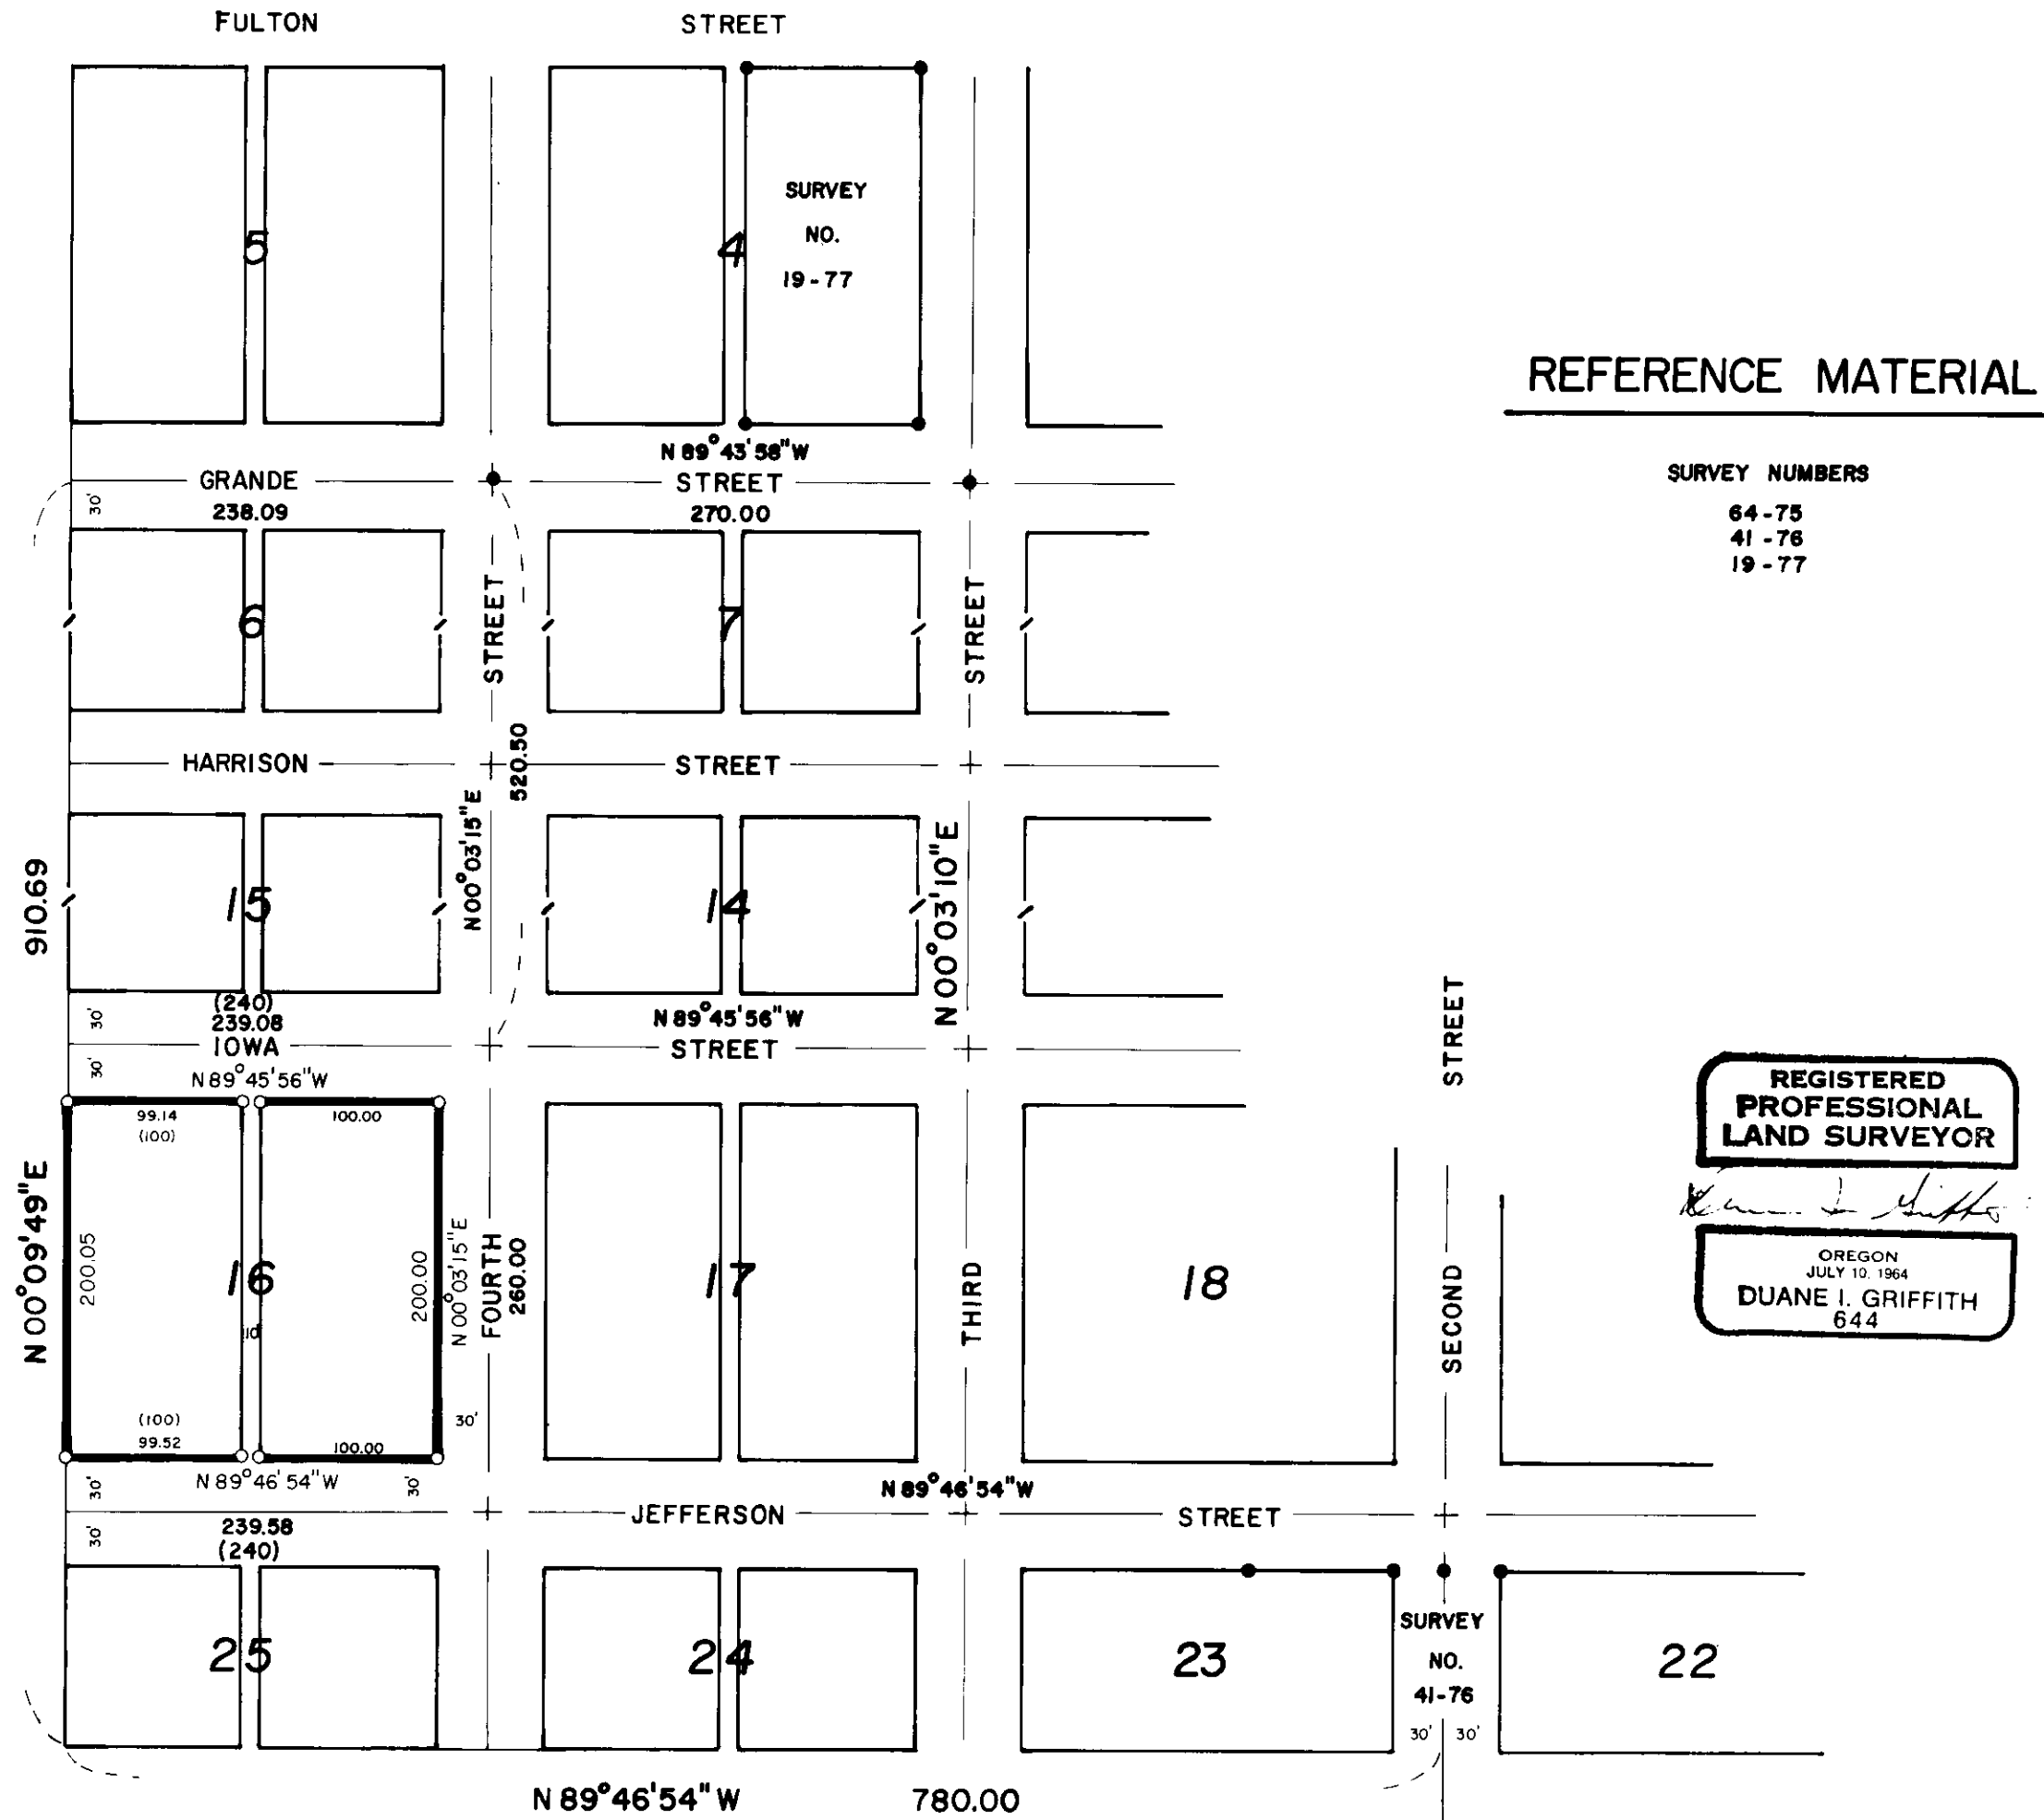 FULTON STREET
SURVEY
NO.
19-77
5
4
REFERENCE MATERIAL
N 89°43'58" W
GRANDE STREET
30'
238.09
270.00
SURVEY NUMBERS
64-75
41-76
19-77
6
7
STREET
STREET
HARRISON STREET
520.50
N 00°03'15" E
910.69
15
14
N 00°03'10" E
(240)
239.08
30'
N 89°45'56" W
IOWA STREET
30'
N 89°45'56" W
99.14
(100)
100.00
STREET
REGISTERED
PROFESSIONAL
LAND SURVEYOR
OREGON
JULY 10, 1964
DUANE I. GRIFFITH
644
N 00°09'49" E
200.05
16
10'
200.00
N 00°03'15" E
FOURTH
260.00
17
THIRD
18
SECOND
(100)
99.52
100.00
30'
30'
N 89°46'54" W
30'
N 89°46'54" W
JEFFERSON STREET
30'
239.58
(240)
25
24
23
SURVEY
NO.
41-76
30' 30'
22
N 89°46'54" W 780.00